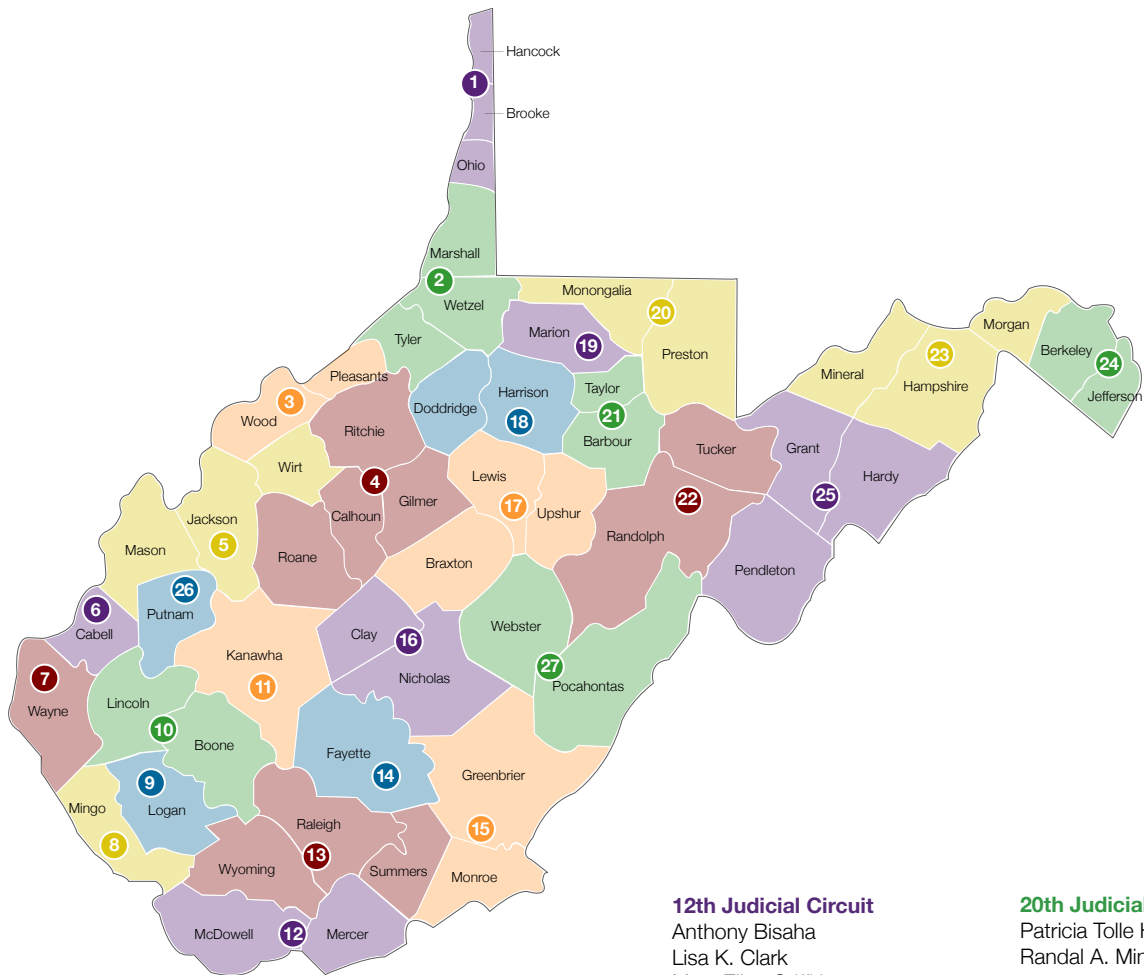 Hancock
1
Brooke
Ohio
Marshall
2
Wetzel
Monongalia
20
Tyler
Marion
19
Preston
Morgan
Berkeley
24
Jefferson
23
Mineral
Hampshire
Pleasants
3
Wood
Doddridge
Harrison
18
Taylor
21
Barbour
Ritchie
Tucker
Grant
Hardy
25
Wirt
4
Calhoun
Gilmer
Lewis
17
Upshur
22
Randolph
Jackson
5
Roane
Mason
Braxton
Pendleton
26
Putnam
6
Cabell
Clay
16
Webster
Kanawha
11
Nicholas
27
Pocahontas
7
Wayne
Lincoln
10
Boone
Fayette
14
Greenbrier
15
9
Logan
Mingo
8
Raleigh
13
Wyoming
Summers
Monroe
McDowell
12
Mercer
12th Judicial Circuit
Anthony Bisaha
Lisa K. Clark
20th Judicial
Patricia Tolle
Randal A.